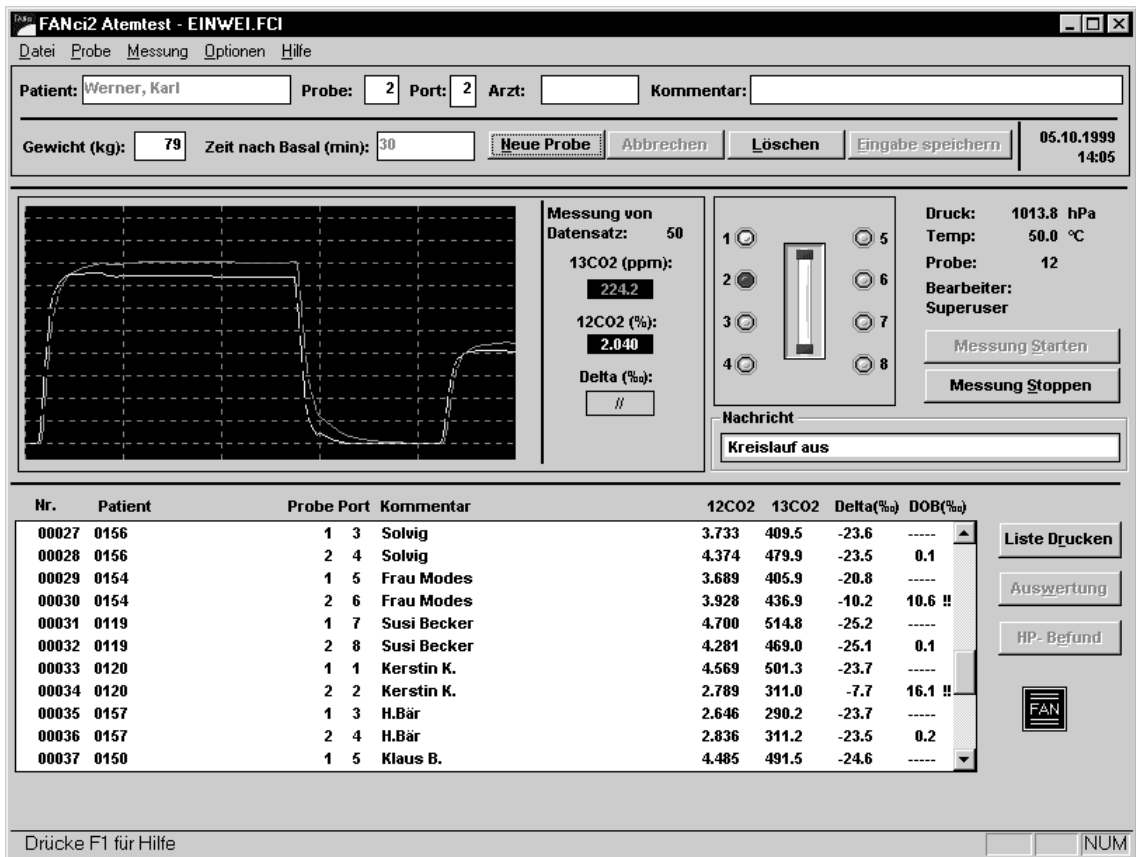 FANci2 Atemtest - EINWEI.FCI
Datei Probe Messung Optionen Hilfe
Patient: Werner, Karl Probe: 2 Port: 2 Arzt: Kommentar:
Gewicht (kg): 79 Zeit nach Basal (min): 30 Neue Probe Abbrechen Löschen Eingabe speichern 05.10.1999
14:05
Messung von
Datensatz: 50
13CO2 (ppm):
224.2
12CO2 (%):
2.040
Delta (‰):
//
1 5
2 6
3 7
4 8
Druck: 1013.8 hPa
Temp: 50.0 °C
Probe: 12
Bearbeiter:
Superuser
Messung Starten
Messung Stoppen
Nachricht
Kreislauf aus
Nr. Patient Probe Port Kommentar 12CO2 13CO2 Delta(‰) DOB(‰)
00027 0156 1 3 Solvig 3.733 409.5 -23.6 -----
00028 0156 2 4 Solvig 4.374 479.9 -23.5 0.1
00029 0154 1 5 Frau Modes 3.689 405.9 -20.8 -----
00030 0154 2 6 Frau Modes 3.928 436.9 -10.2 10.6 !!
00031 0119 1 7 Susi Becker 4.700 514.8 -25.2 -----
00032 0119 2 8 Susi Becker 4.281 469.0 -25.1 0.1
00033 0120 1 1 Kerstin K. 4.569 501.3 -23.7 -----
00034 0120 2 2 Kerstin K. 2.789 311.0 -7.7 16.1 !!
00035 0157 1 3 H.Bär 2.646 290.2 -23.7 -----
00036 0157 2 4 H.Bär 2.836 311.2 -23.5 0.2
00037 0150 1 5 Klaus B. 4.485 491.5 -24.6 -----
Liste Drucken
Auswertung
HP- Befund
FAN
Drücke F1 für Hilfe NUM